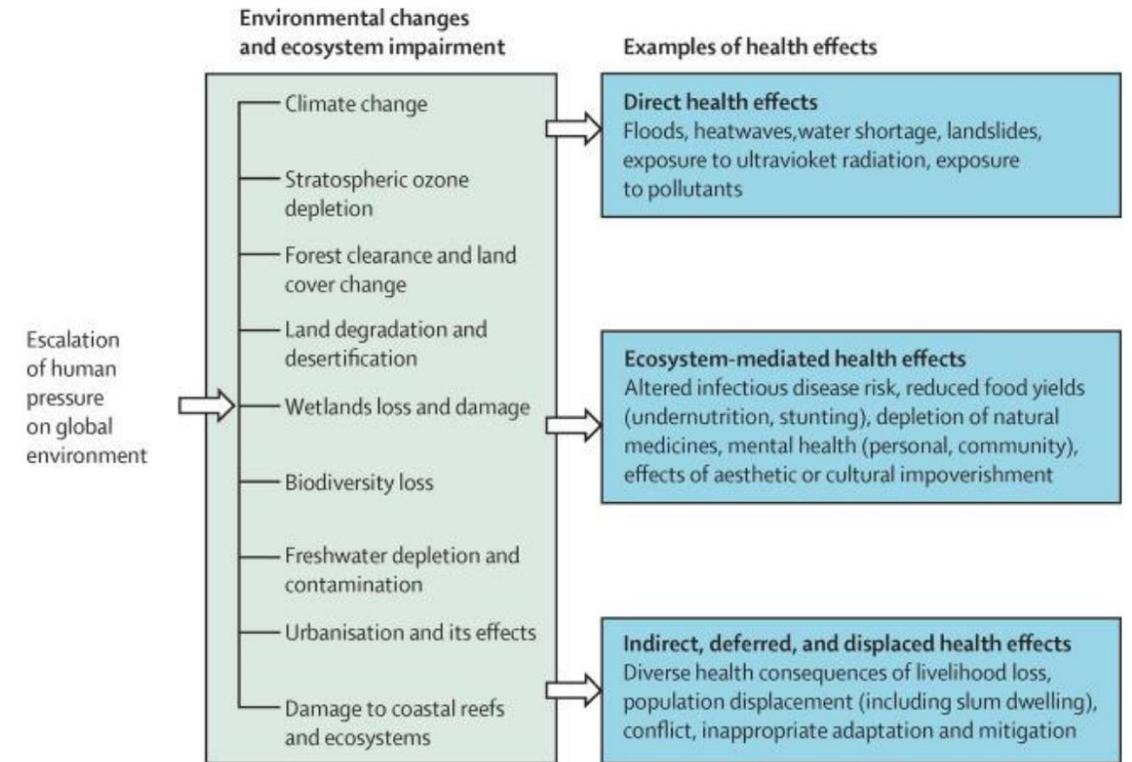 Environmental changes
and ecosystem impairment
Examples of health effects
Escalation
of human
pressure
on global
environment
Climate change
Stratospheric ozone
depletion
Forest clearance and land
cover change
Land degradation and
desertification
Wetlands loss and damage
Biodiversity loss
Freshwater depletion and
contamination
Urbanisation and its effects
Damage to coastal reefs
and ecosystems
Direct health effects
Floods, heatwaves,water shortage, landslides,
exposure to ultravioket radiation, exposure
to pollutants
Ecosystem-mediated health effects
Altered infectious disease risk, reduced food yields
(undernutrition, stunting), depletion of natural
medicines, mental health (personal, community),
effects of aesthetic or cultural impoverishment
Indirect, deferred, and displaced health effects
Diverse health consequences of livelihood loss,
population displacement (including slum dwelling),
conflict, inappropriate adaptation and mitigation